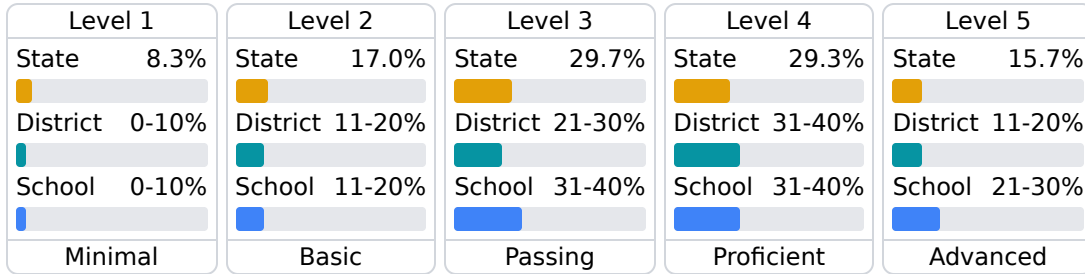 Level 1
State 8.3%
District 0-10%
School 0-10%
Minimal
Level 2
State 17.0%
District 11-20%
School 11-20%
Basic
Level 3
State 29.7%
District 21-30%
School 31-40%
Passing
Level 4
State 29.3%
District 31-40%
School 31-40%
Proficient
Level 5
State 15.7%
District 11-20%
School 21-30%
Advanced